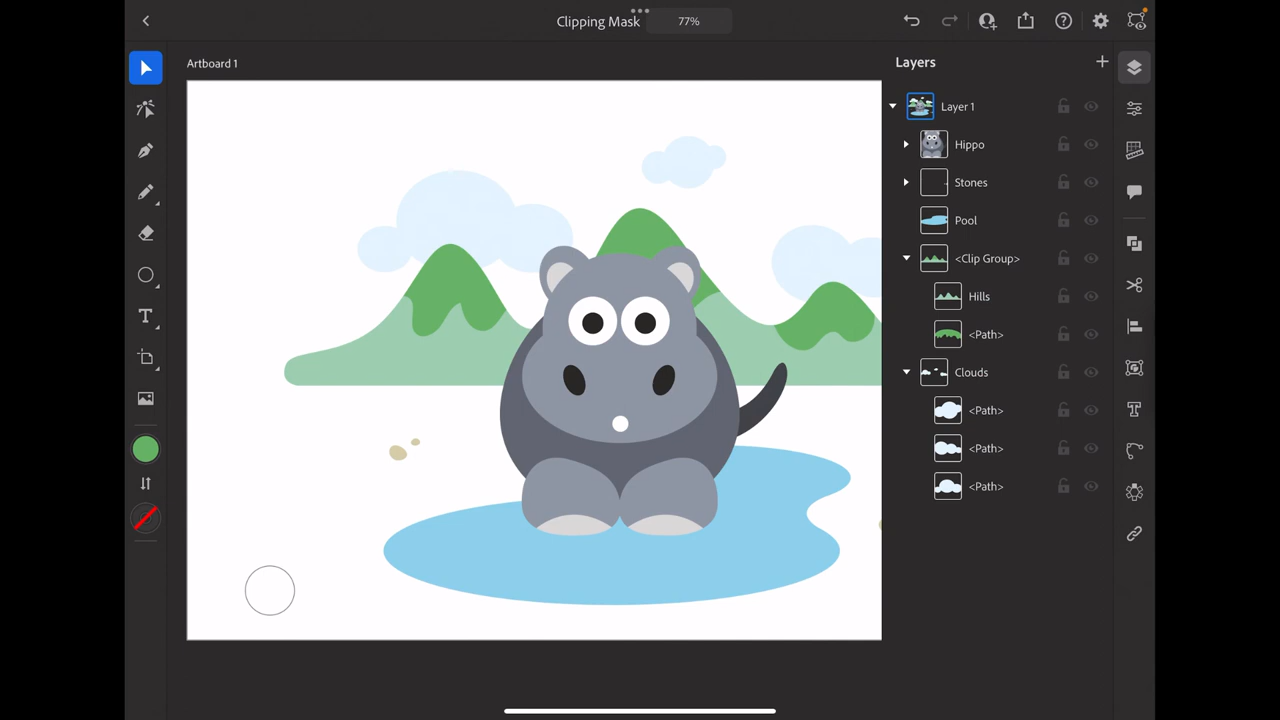 Clipping Mask
77%
Artboard 1
Layers
Layer 1
Hippo
Stones
Pool
<Clip Group>
Hills
<Path>
Clouds
<Path>
<Path>
<Path>